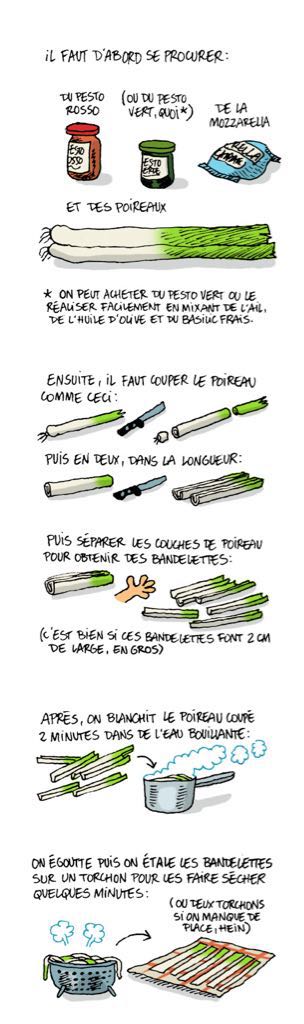 IL FAUT D'ABORD SE PROCURER:
DU PESTO
ROSSO
(OU DU PESTO
VERT, QUOI*)
DE LA
MOZZARELLA
ESTO
OSSO
ESTO
ERDE
RELLA
ET DES POIREAUX
* ON PEUT ACHETER DU PESTO VERT OU LE
RÉALISER FACILEMENT EN MIXANT DE L'AIL,
DE L'HUILE D'OLIVE ET DU BASILIC FRAIS.
ENSUITE, IL FAUT COUPER LE POIREAU
COMME CECI:
PUIS EN DEUX, DANS LA LONGUEUR:
PUIS SÉPARER LES COUCHES DE POIREAU
POUR OBTENIR DES BANDELETTES:
(C'EST BIEN SI CES BANDELETTES FONT 2 CM
DE LARGE, EN GROS)
APRÈS, ON BLANCHIT LE POIREAU COUPÉ
2 MINUTES DANS DE L'EAU BOUILLANTE:
ON ÉGOUTTE PUIS ON ÉTALE LES BANDELETTES
SUR UN TORCHON POUR LES FAIRE SÉCHER
QUELQUES MINUTES:
(OU DEUX TORCHONS
SI ON MANQUE DE
PLACE, HEIN)